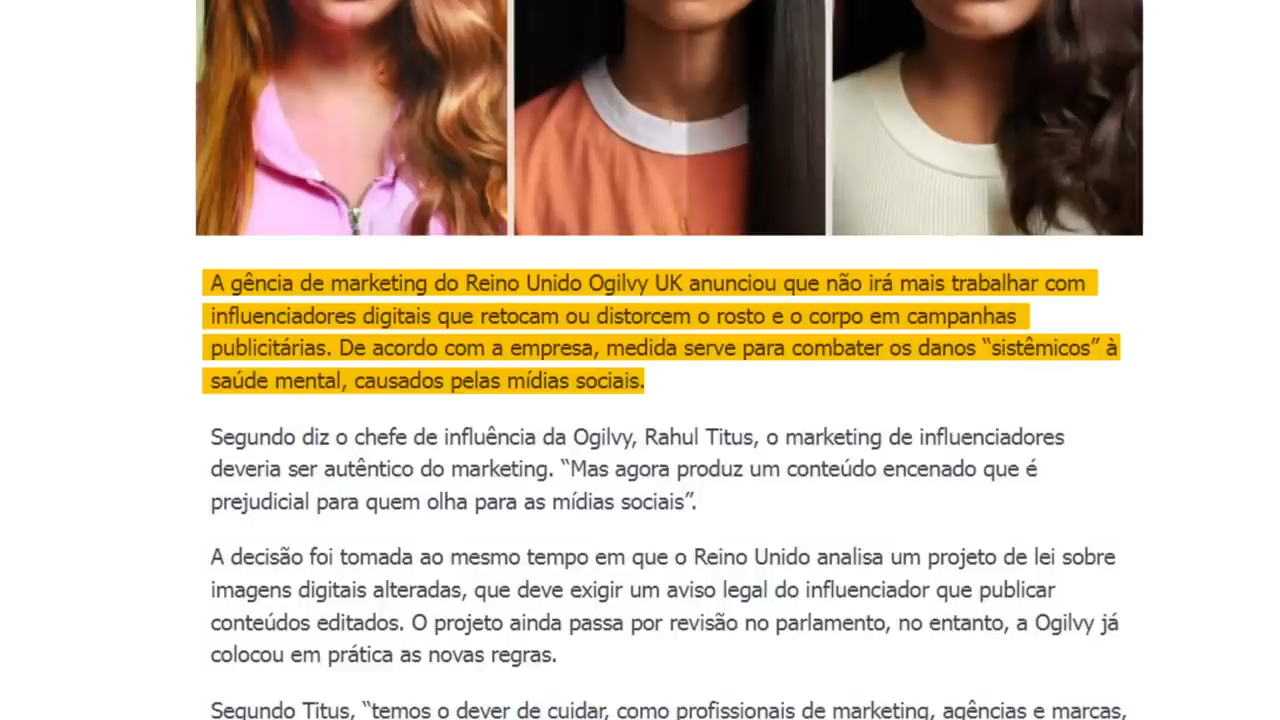 A gência de marketing do Reino Unido Ogilvy UK anunciou que não irá mais trabalhar com
influenciadores digitais que retocam ou distorcem o rosto e o corpo em campanhas
publicitárias. De acordo com a empresa, medida serve para combater os danos “sistêmicos” à
saúde mental, causados pelas mídias sociais.
Segundo diz o chefe de influência da Ogilvy, Rahul Titus, o marketing de influenciadores
deveria ser autêntico do marketing. “Mas agora produz um conteúdo encenado que é
prejudicial para quem olha para as mídias sociais”.
A decisão foi tomada ao mesmo tempo em que o Reino Unido analisa um projeto de lei sobre
imagens digitais alteradas, que deve exigir um aviso legal do influenciador que publicar
conteúdos editados. O projeto ainda passa por revisão no parlamento, no entanto, a Ogilvy já
colocou em prática as novas regras.
Segundo Titus, “temos o dever de cuidar, como profissionais de marketing, agências e marcas,